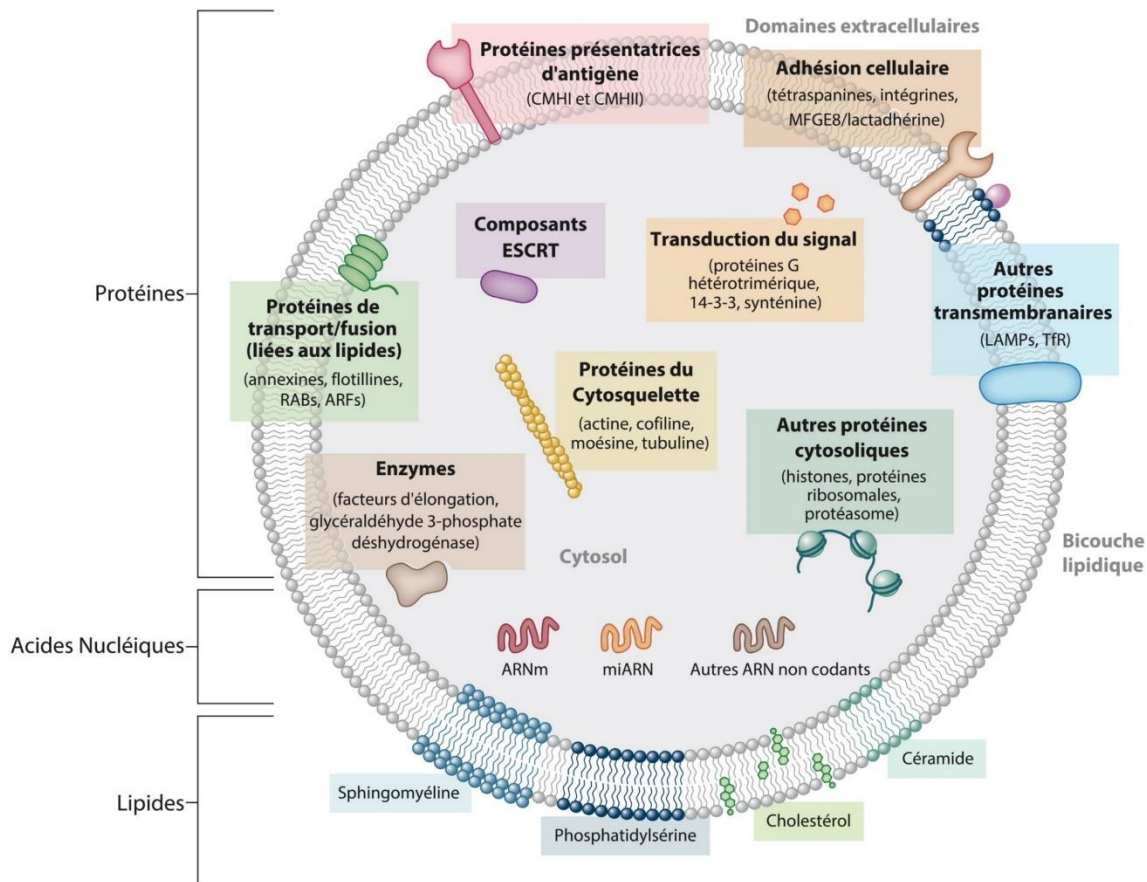 Domaines extracellulaires
Protéines présentatrices
d'antigène
(CMHI et CMHII)
Adhésion cellulaire
(tétraspanines, intégrines,
MFGE8/lactadhérine)
Composants
ESCRT
Transduction du signal
(protéines G
hétérotrimérique,
14-3-3, synténine)
Autres
protéines
transmembranaires
(LAMPs, TfR)
Protéines
Protéines de
transport/fusion
(liées aux lipides)
(annexines, flotillines,
RABs, ARFs)
Protéines du
Cytosquelette
(actine, cofiline,
moésine, tubuline)
Autres protéines
cytosoliques
(histones, protéines
ribosomales,
protéasome)
Enzymes
(facteurs d'élongation,
glycéraldéhyde 3-phosphate
déshydrogénase)
Cytosol
Bicouche
lipidique
Acides Nucléiques
ARNm
miARN
Autres ARN non codants
Lipides
Sphingomyéline
Phosphatidylsérine
Cholestérol
Céramide